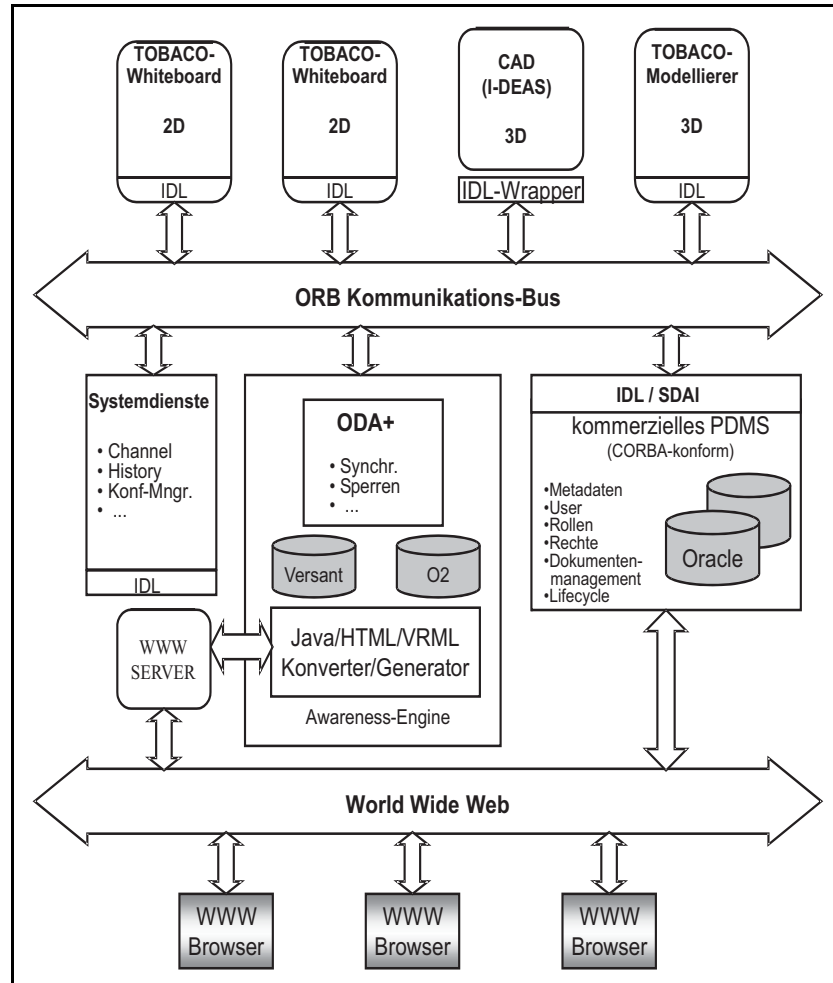 TOBACO-
Whiteboard
2D
IDL
TOBACO-
Whiteboard
2D
IDL
CAD
(I-DEAS)
3D
IDL-Wrapper
TOBACO-
Modellierer
3D
IDL
ORB Kommunikations-Bus
Systemdienste
• Channel
• History
• Konf-Mngr.
• ...
IDL
ODA+
• Synchr.
• Sperren
• ...
Versant
O2
Java/HTML/VRML
Konverter/Generator
Awareness-Engine
IDL / SDAI
kommerzielles PDMS
(CORBA-konform)
•Metadaten
•User
•Rollen
•Rechte
•Dokumenten-
management
•Lifecycle
Oracle
WWW
SERVER
World Wide Web
WWW
Browser
WWW
Browser
WWW
Browser